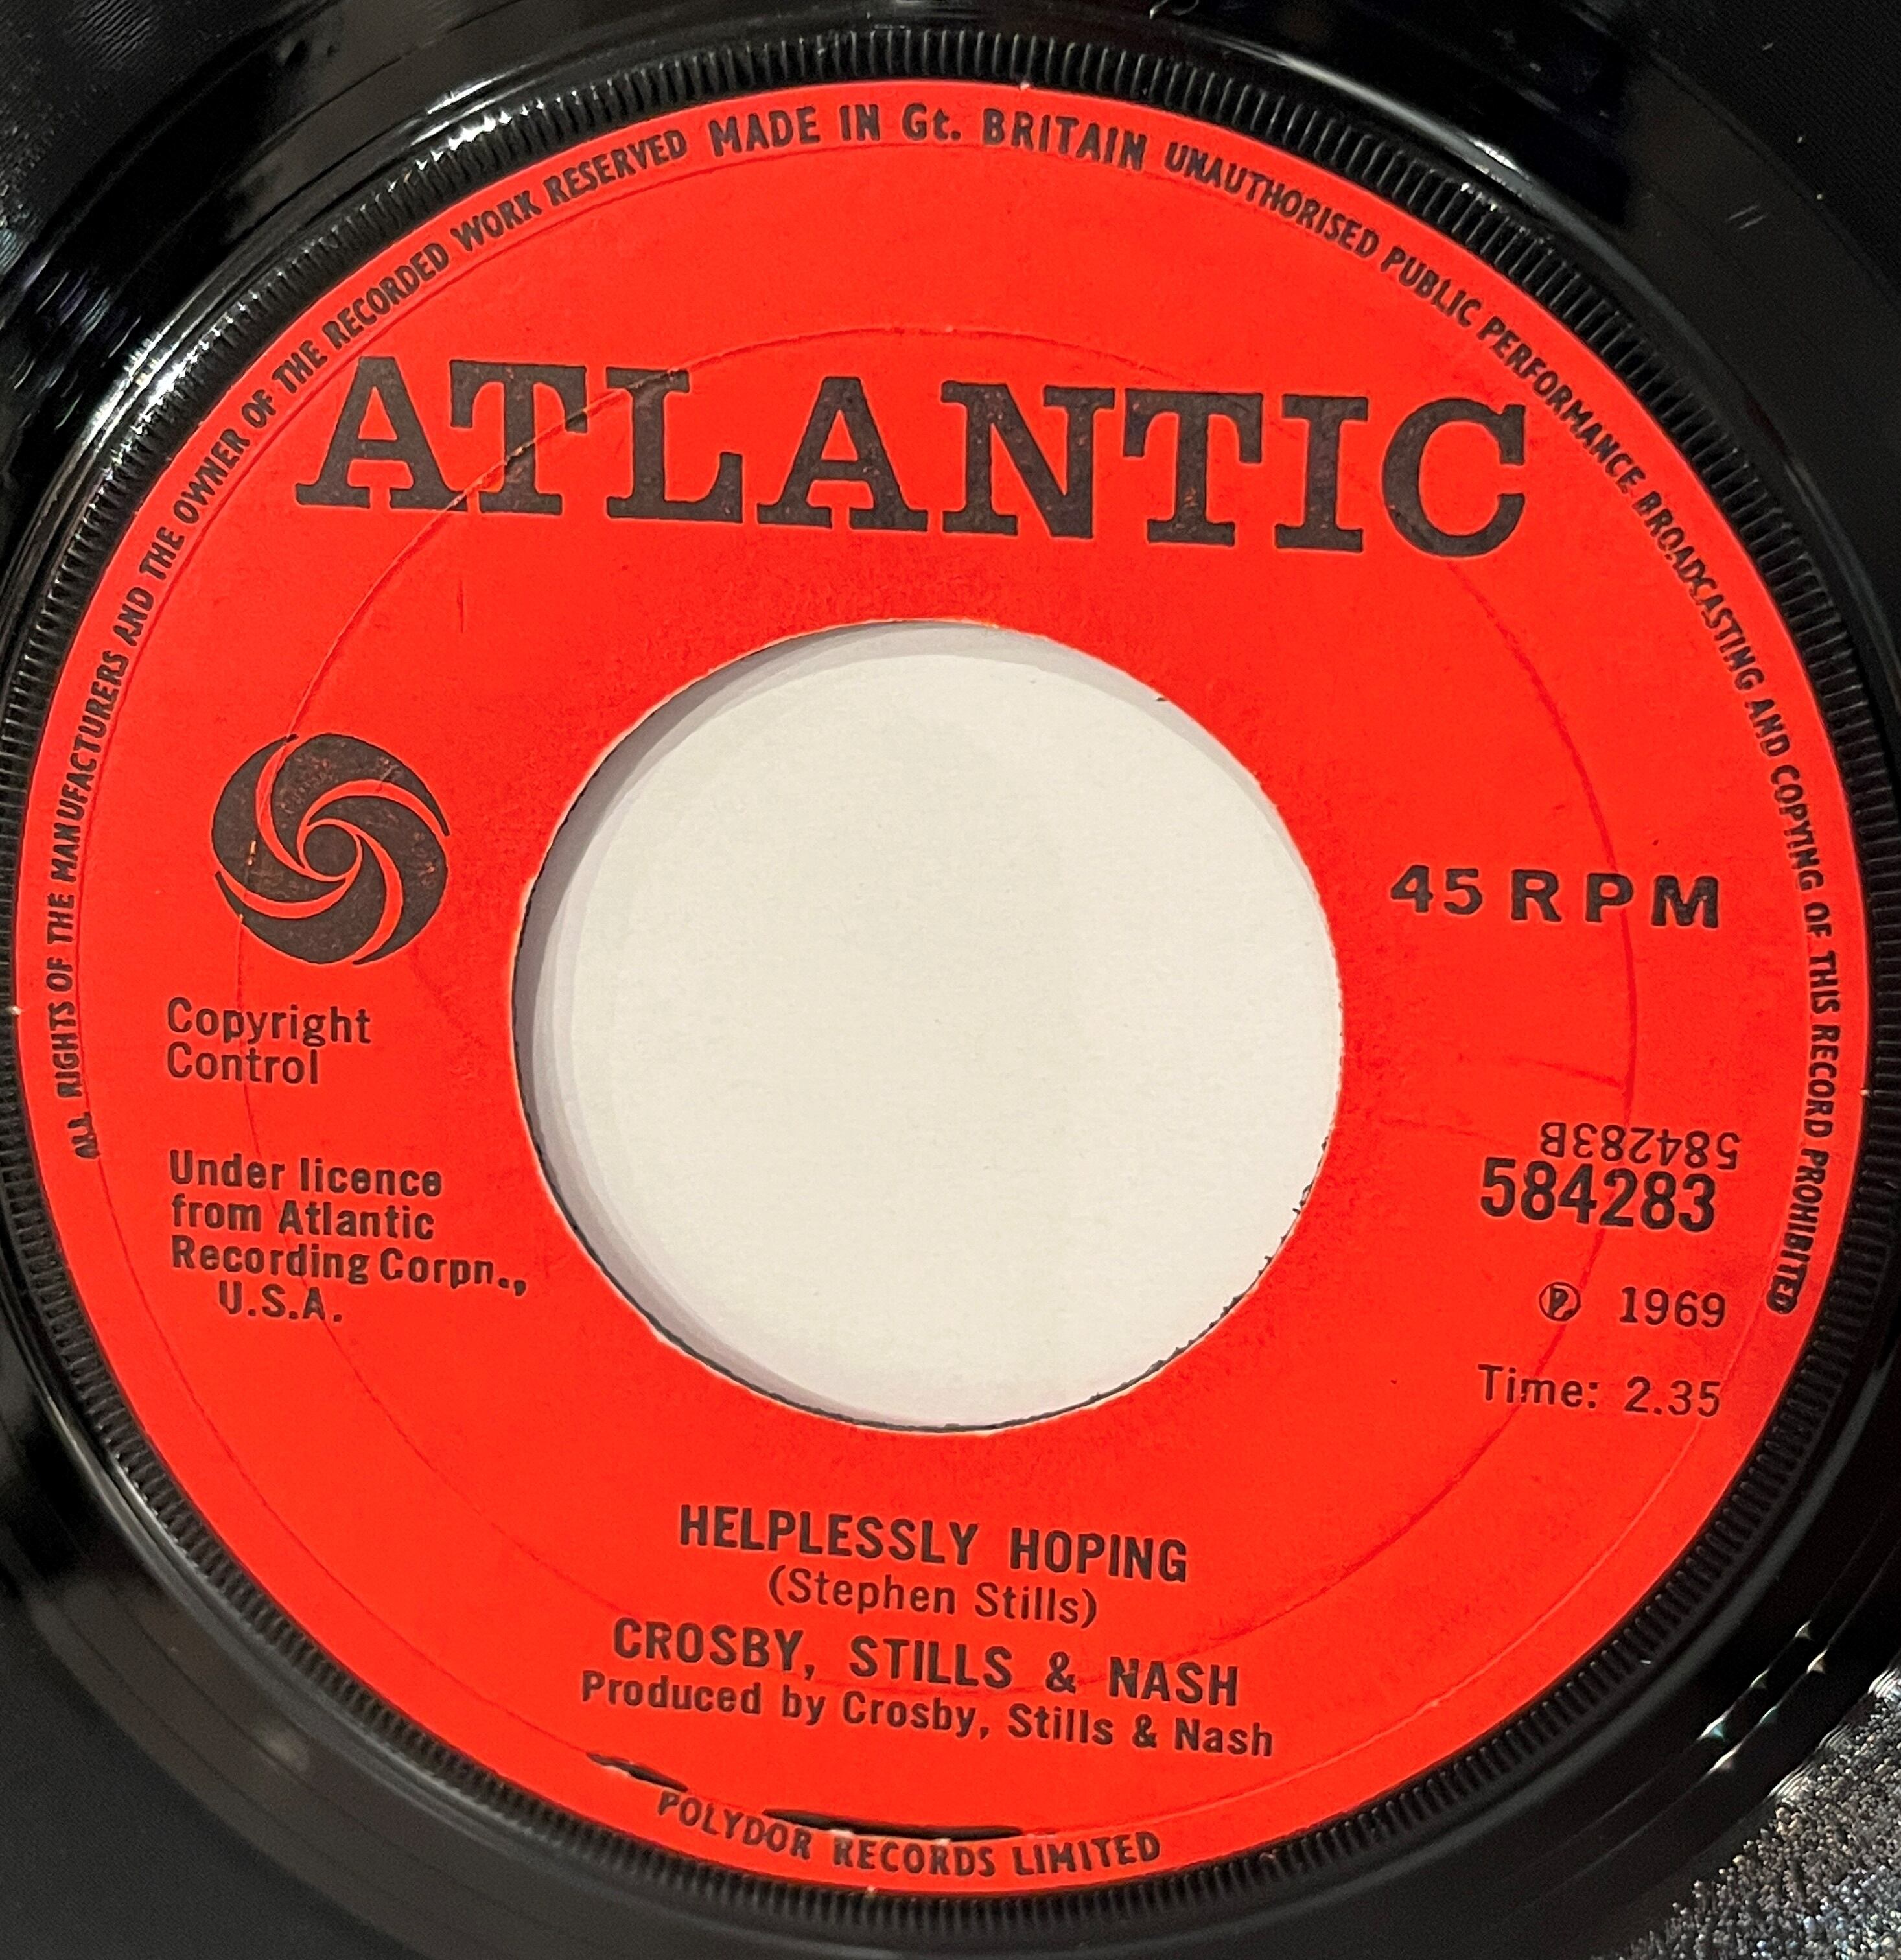 ALL RIGHTS OF THE MANUFACTURERS AND THE OWNER OF THE RECORDED WORK RESERVED MADE IN Gt. BRITAIN UNAUTHORISED PUBLIC PERFORMANCE BROADCASTING AND COPYING OF THIS RECORD PROHIBITED
ATLANTIC
45 RPM
Copyright
Control
Under licence
from Atlantic
Recording Corpn.,
U.S.A.
584283B
584283
℗ 1969
Time: 2.35
HELPLESSLY HOPING
(Stephen Stills)
CROSBY, STILLS & NASH
Produced by Crosby, Stills & Nash
POLYDOR RECORDS LIMITED